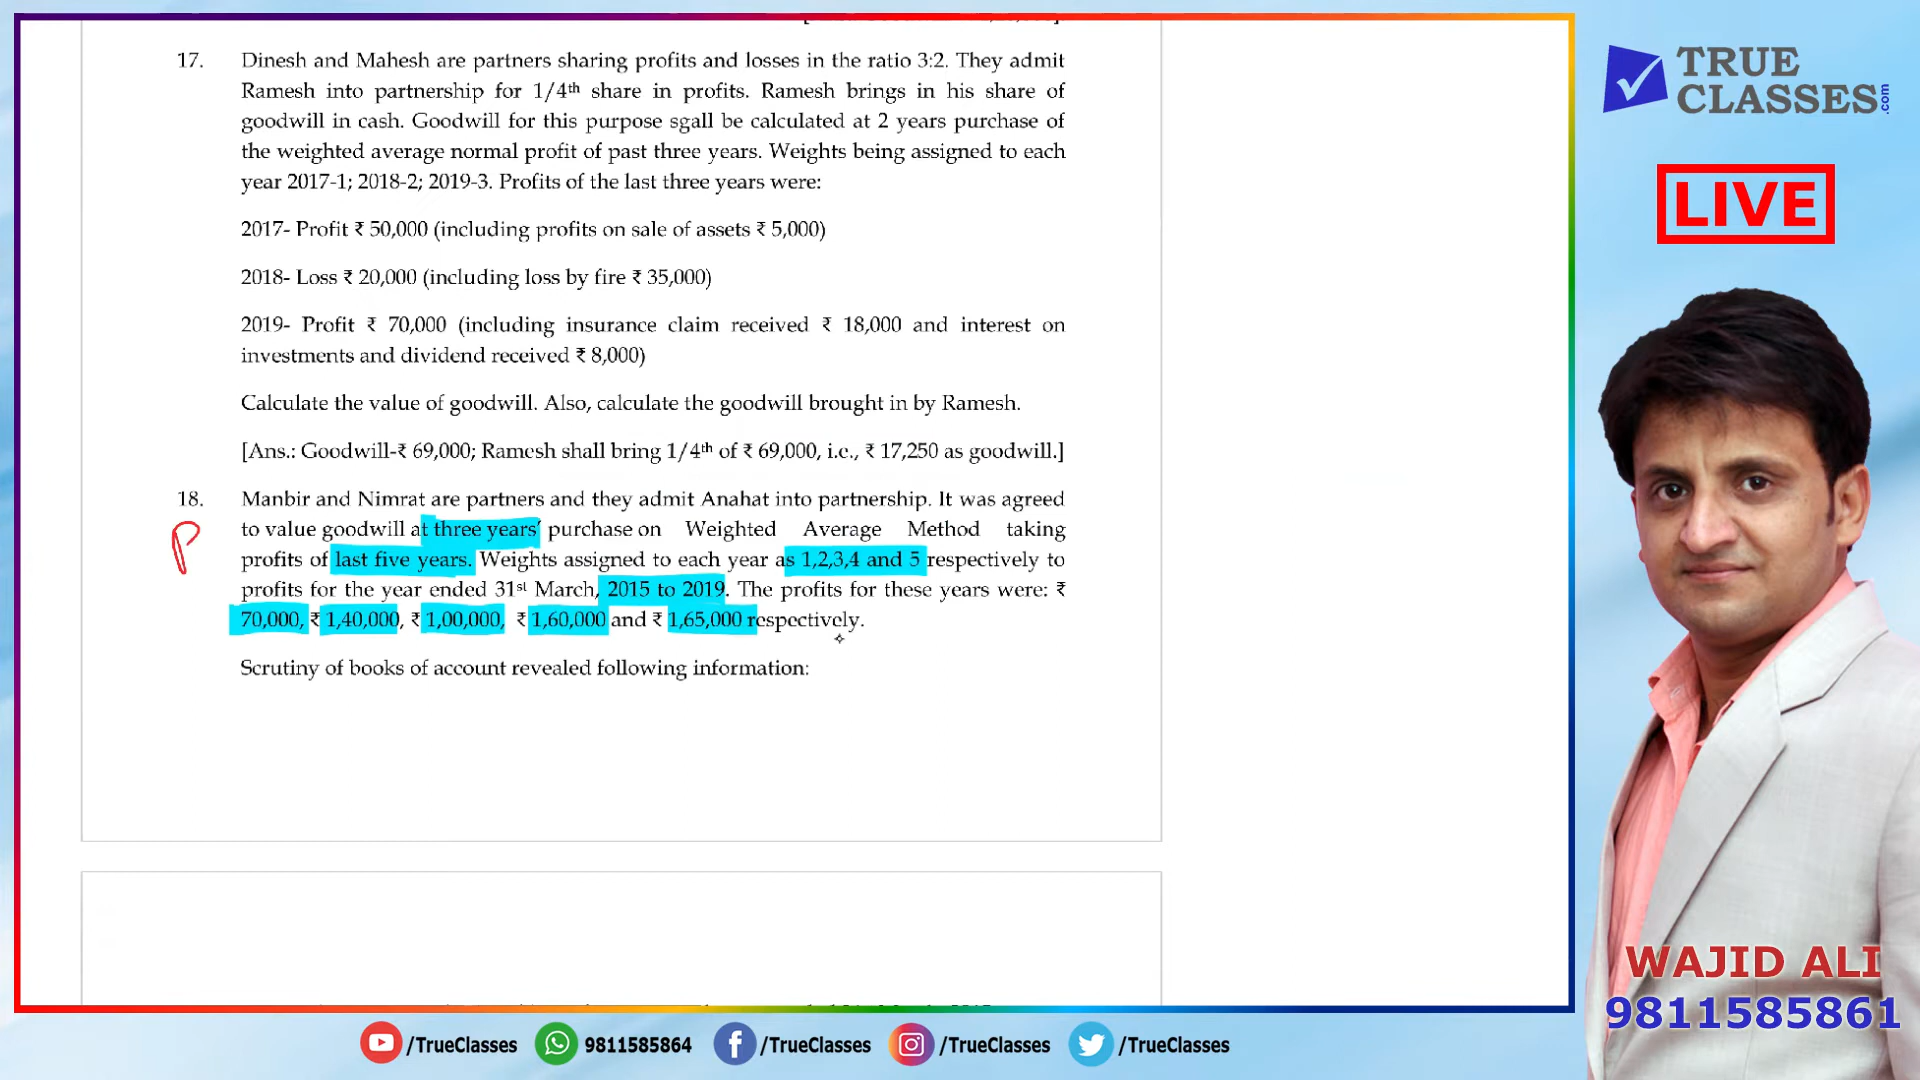 17. Dinesh and Mahesh are partners sharing profits and losses in the ratio 3:2. They admit
Ramesh into partnership for 1/4th share in profits. Ramesh brings in his share of
goodwill in cash. Goodwill for this purpose sgall be calculated at 2 years purchase of
the weighted average normal profit of past three years. Weights being assigned to each
year 2017-1; 2018-2; 2019-3. Profits of the last three years were:
2017- Profit ₹ 50,000 (including profits on sale of assets ₹ 5,000)
2018- Loss ₹ 20,000 (including loss by fire ₹ 35,000)
2019- Profit ₹ 70,000 (including insurance claim received ₹ 18,000 and interest on
investments and dividend received ₹ 8,000)
Calculate the value of goodwill. Also, calculate the goodwill brought in by Ramesh.
[Ans.: Goodwill-₹ 69,000; Ramesh shall bring 1/4th of ₹ 69,000, i.e., ₹ 17,250 as goodwill.]
18. Manbir and Nimrat are partners and they admit Anahat into partnership. It was agreed
to value goodwill at three years' purchase on Weighted Average Method taking
profits of last five years. Weights assigned to each year as 1,2,3,4 and 5 respectively to
profits for the year ended 31st March, 2015 to 2019. The profits for these years were: ₹
70,000, ₹ 1,40,000, ₹ 1,00,000, ₹ 1,60,000 and ₹ 1,65,000 respectively.
P
Scrutiny of books of account revealed following information:
TRUE
CLASSES.com
LIVE
WAJID ALI
9811585861
/TrueClasses 9811585864 /TrueClasses /TrueClasses /TrueClasses